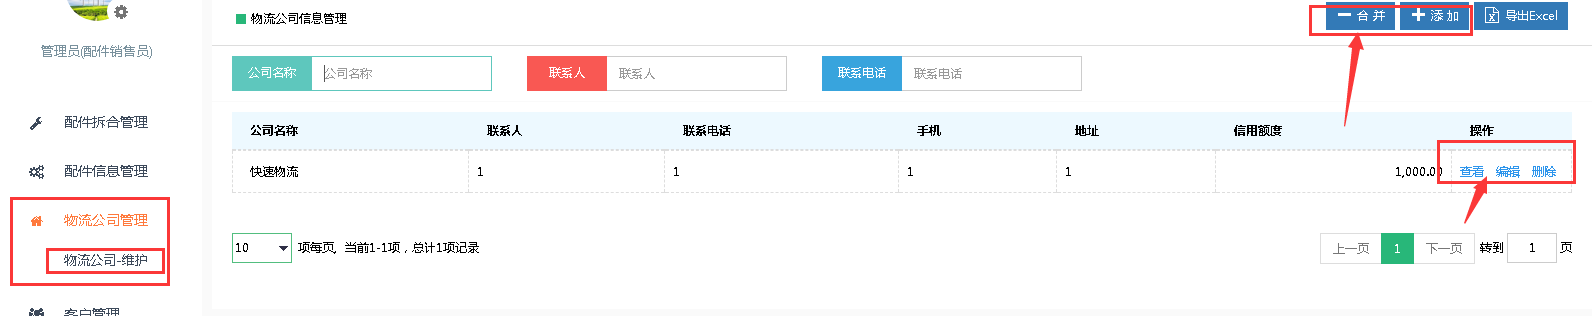 管理员(配件销售员)
配件拆合管理
配件信息管理
物流公司管理
物流公司-维护
客户管理
物流公司信息管理
合并 添加 导出Excel
公司名称 公司名称 联系人 联系人 联系电话 联系电话
公司名称 联系人 联系电话 手机 地址 信用额度 操作
快速物流 1 1 1 1 1,000.00 查看 编辑 删除
10 项每页, 当前1-1项，总计1项记录 上一页 1 下一页 转到 1 页